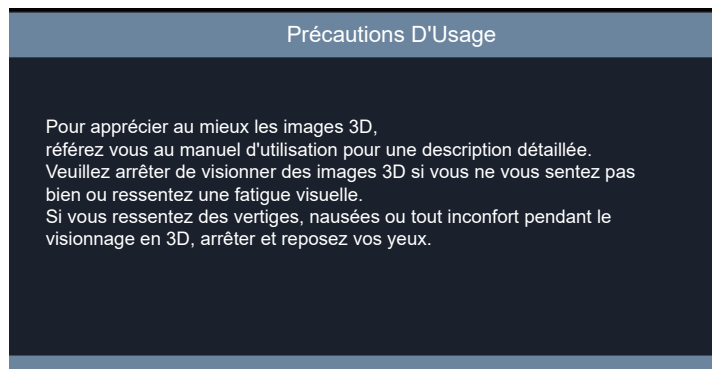 Précautions D'Usage
Pour apprécier au mieux les images 3D,
référez vous au manuel d'utilisation pour une description détaillée.
Veuillez arrêter de visionner des images 3D si vous ne vous sentez pas
bien ou ressentez une fatigue visuelle.
Si vous ressentez des vertiges, nausées ou tout inconfort pendant le
visionnage en 3D, arrêter et reposez vos yeux.